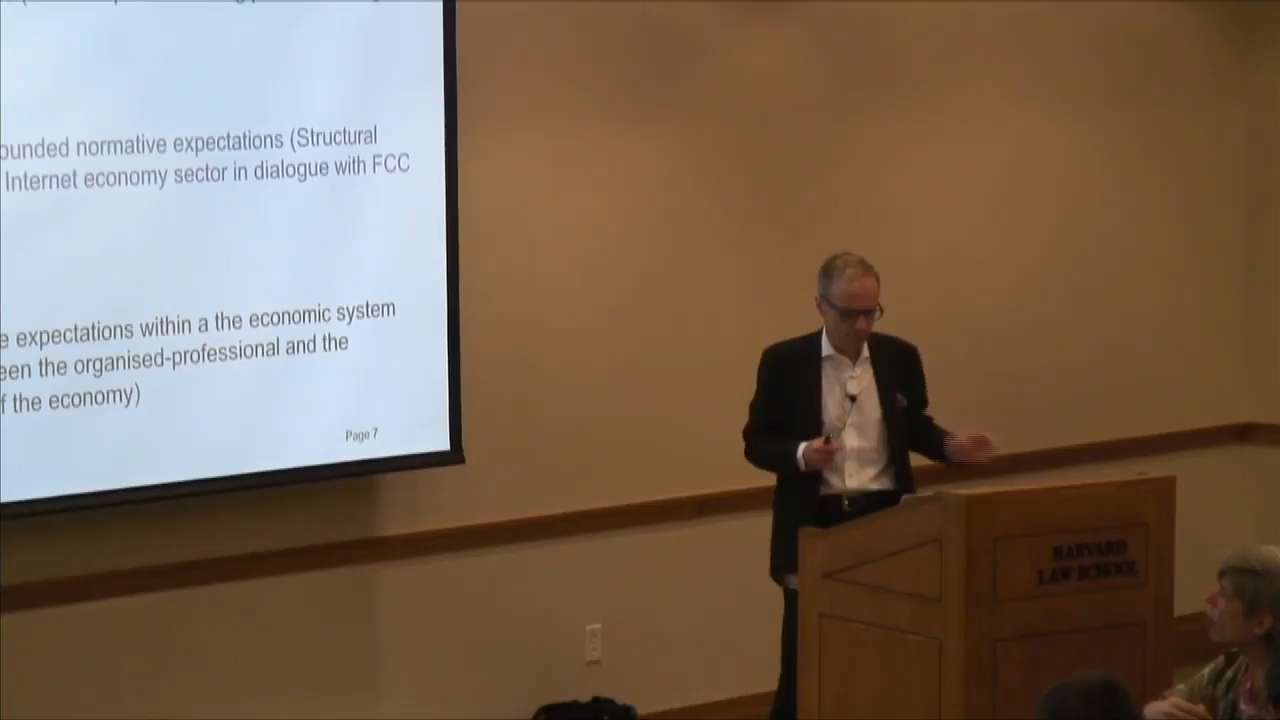 ounded normative expectations (Structural
Internet economy sector in dialogue with FCC
e expectations within a the economic system
een the organised-professional and the
f the economy)
Page 7
HARVARD
LAW SCHOOL